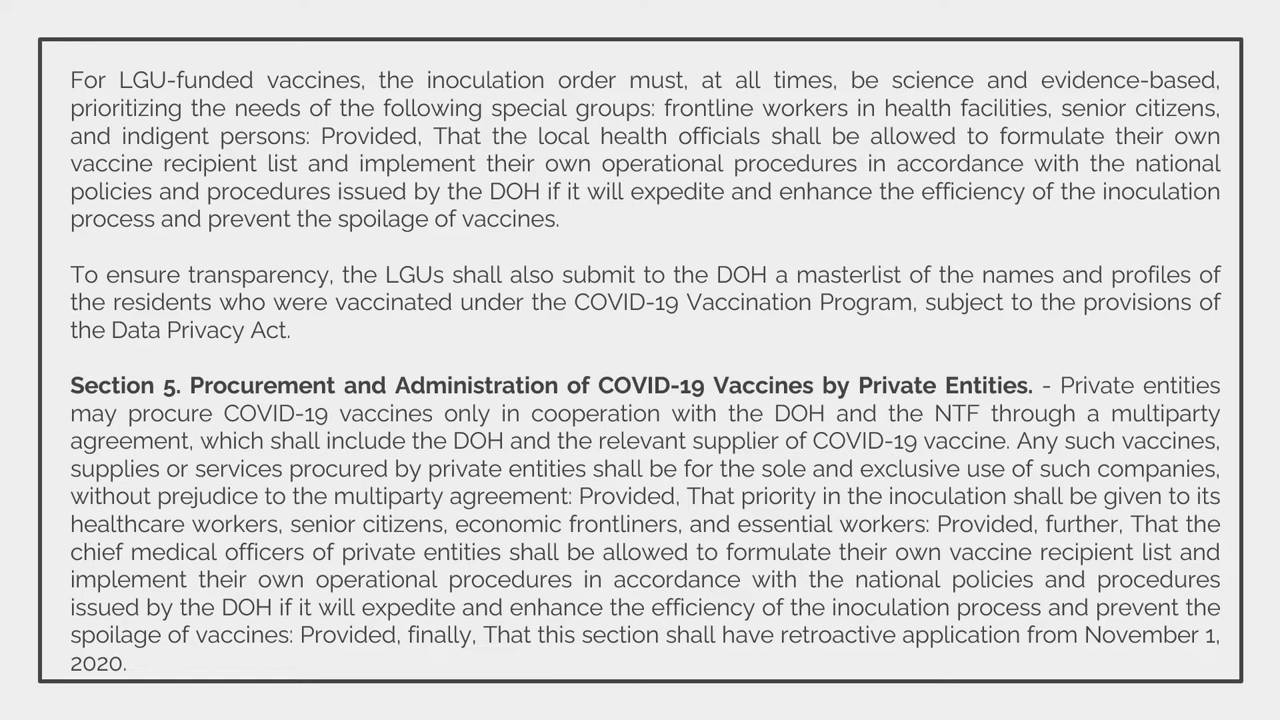 For LGU-funded vaccines, the inoculation order must, at all times, be science and evidence-based,
prioritizing the needs of the following special groups: frontline workers in health facilities, senior citizens,
and indigent persons: Provided, That the local health officials shall be allowed to formulate their own
vaccine recipient list and implement their own operational procedures in accordance with the national
policies and procedures issued by the DOH if it will expedite and enhance the efficiency of the inoculation
process and prevent the spoilage of vaccines.
To ensure transparency, the LGUs shall also submit to the DOH a masterlist of the names and profiles of
the residents who were vaccinated under the COVID-19 Vaccination Program, subject to the provisions of
the Data Privacy Act.
Section 5. Procurement and Administration of COVID-19 Vaccines by Private Entities. - Private entities
may procure COVID-19 vaccines only in cooperation with the DOH and the NTF through a multiparty
agreement, which shall include the DOH and the relevant supplier of COVID-19 vaccine. Any such vaccines,
supplies or services procured by private entities shall be for the sole and exclusive use of such companies,
without prejudice to the multiparty agreement: Provided, That priority in the inoculation shall be given to its
healthcare workers, senior citizens, economic frontliners, and essential workers: Provided, further, That the
chief medical officers of private entities shall be allowed to formulate their own vaccine recipient list and
implement their own operational procedures in accordance with the national policies and procedures
issued by the DOH if it will expedite and enhance the efficiency of the inoculation process and prevent the
spoilage of vaccines: Provided, finally, That this section shall have retroactive application from November 1,
2020.